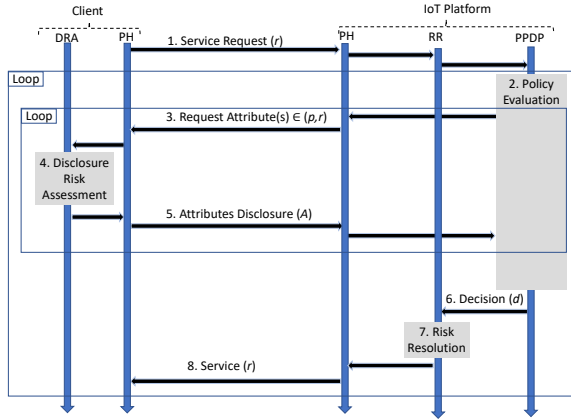 Client
IoT Platform
DRA
PH
PH
RR
PPDP
1. Service Request (r)
Loop
2. Policy
Evaluation
Loop
3. Request Attribute(s) ∈ (p,r)
4. Disclosure
Risk
Assessment
5. Attributes Disclosure (A)
6. Decision (d)
7. Risk
Resolution
8. Service (r)